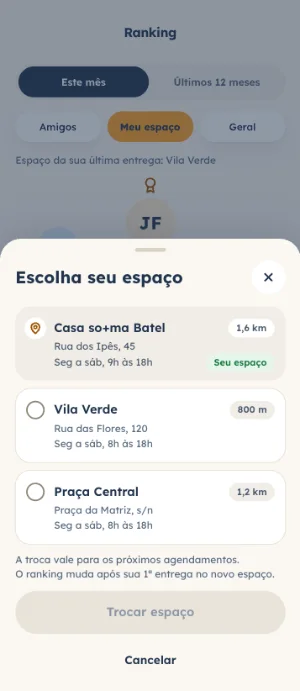 Ranking
Este mês
Últimos 12 meses
Amigos
Meu espaço
Geral
Espaço da sua última entrega: Vila Verde
JF
Escolha seu espaço
Casa so+ma Batel
1,6 km
Rua dos Ipês, 45
Seg a sáb, 9h às 18h
Seu espaço
Vila Verde
800 m
Rua das Flores, 120
Seg a sáb, 8h às 18h
Praça Central
1,2 km
Praça da Matriz, s/n
Seg a sáb, 8h às 18h
A troca vale para os próximos agendamentos.
O ranking muda após sua 1ª entrega no novo espaço.
Trocar espaço
Cancelar